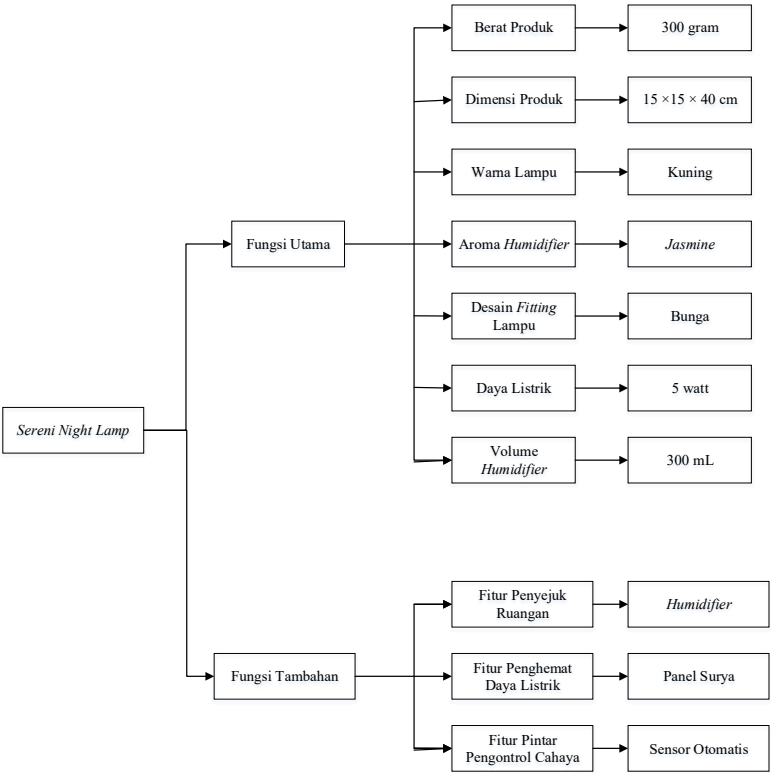 Berat Produk
300 gram
Dimensi Produk
15 ×15 × 40 cm
Warna Lampu
Kuning
Fungsi Utama
Aroma Humidifier
Jasmine
Desain Fitting
Lampu
Bunga
Daya Listrik
5 watt
Sereni Night Lamp
Volume
Humidifier
300 mL
Fitur Penyejuk
Ruangan
Humidifier
Fungsi Tambahan
Fitur Penghemat
Daya Listrik
Panel Surya
Fitur Pintar
Pengontrol Cahaya
Sensor Otomatis